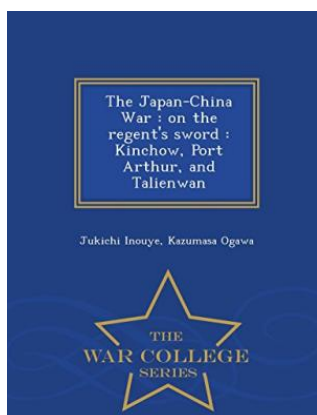 The Japan-China
War : on the
regent's sword :
Kinchow, Port
Arthur, and
Talienwan
Jukichi Inouye, Kazumasa Ogawa
THE
WAR COLLEGE
SERIES